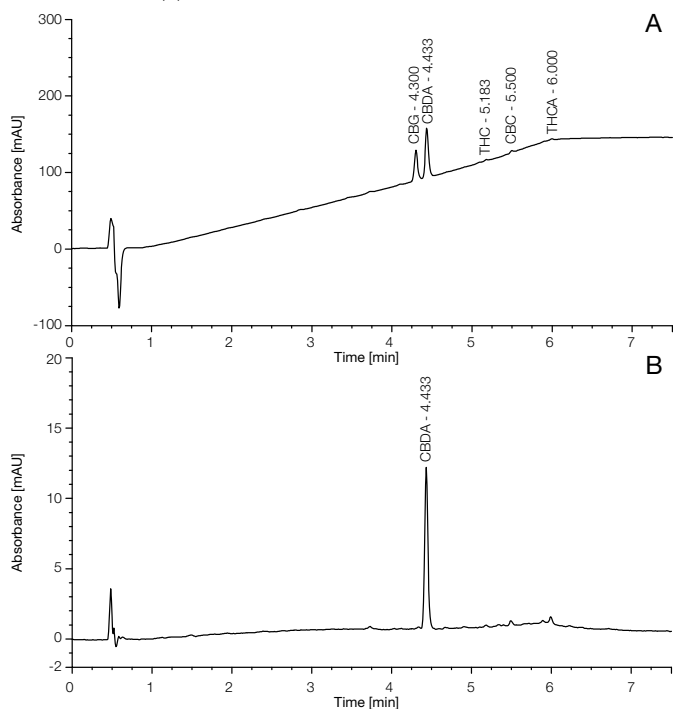 A
300
200
100
0
-100
Absorbance [mAU]
CBG - 4.300
CBDA - 4.433
THC - 5.183
CBC - 5.500
THCA - 6.000
0 1 2 3 4 5 6 7
Time [min]
B
20
15
10
5
0
-2
Absorbance [mAU]
CBDA - 4.433
0 1 2 3 4 5 6 7
Time [min]